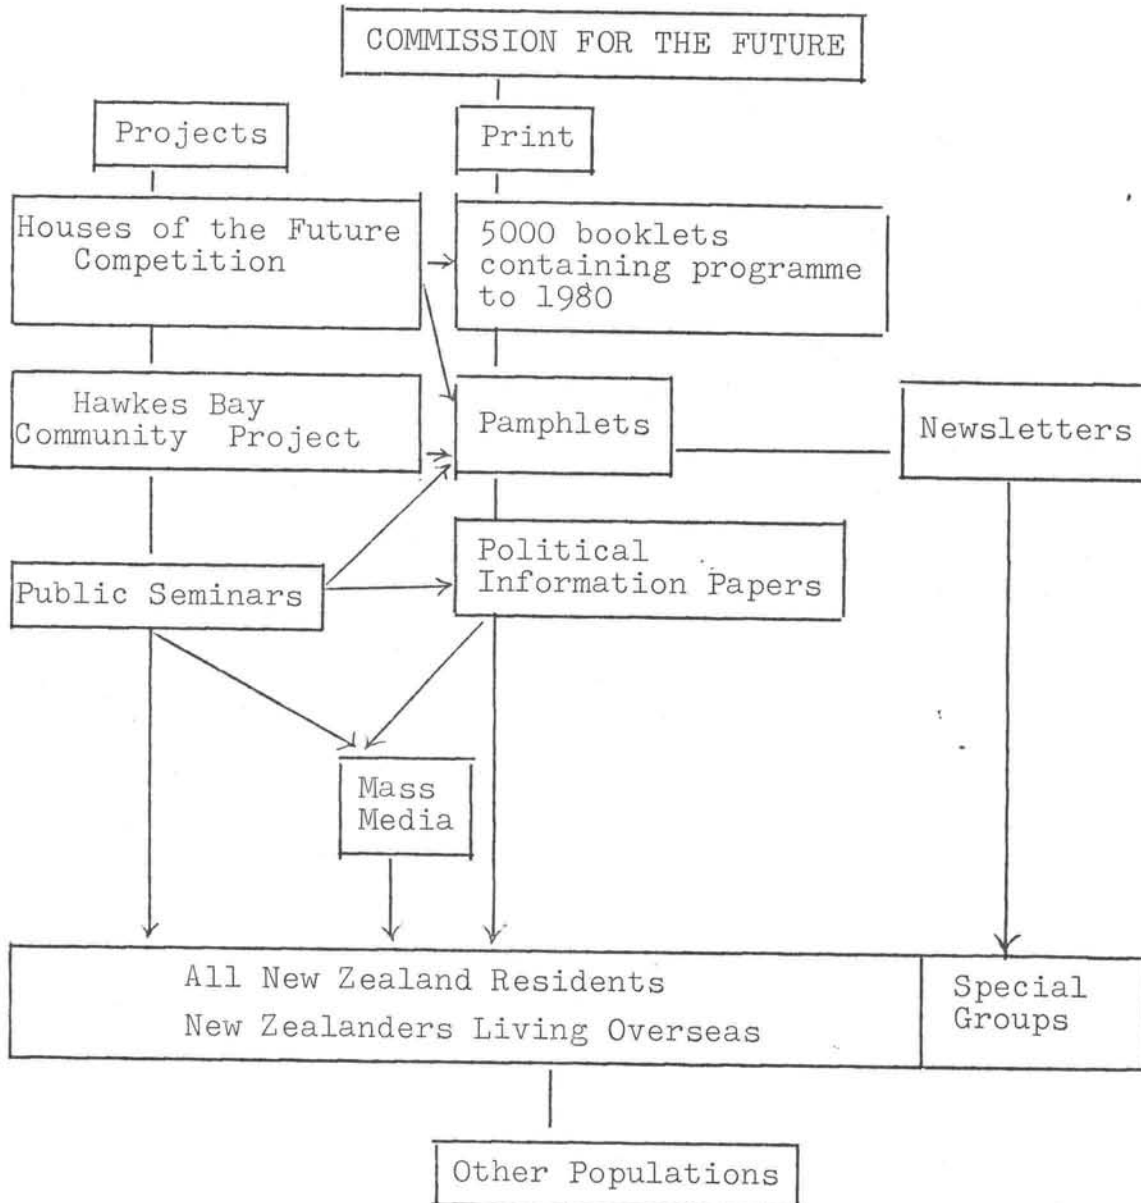 COMMISSION FOR THE FUTURE
Projects
Print
Houses of the Future
Competition
5000 booklets
containing programme
to 1980
Hawkes Bay
Community Project
Pamphlets
Newsletters
Public Seminars
Political
Information Papers
Mass
Media
All New Zealand Residents
New Zealanders Living Overseas
Special
Groups
Other Populations